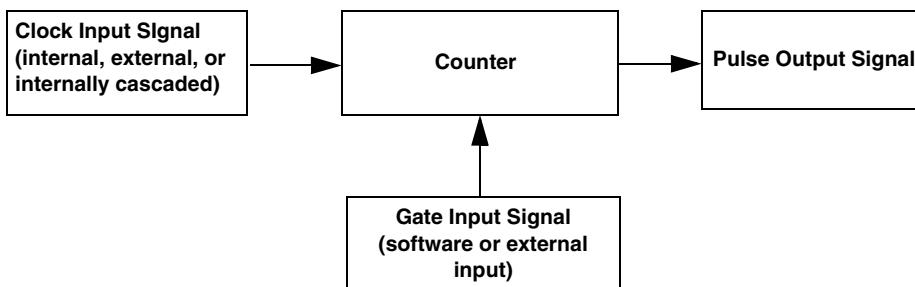 Clock Input SIgnal
(internal, external, or
internally cascaded)
Counter
Pulse Output Signal
Gate Input Signal
(software or external
input)